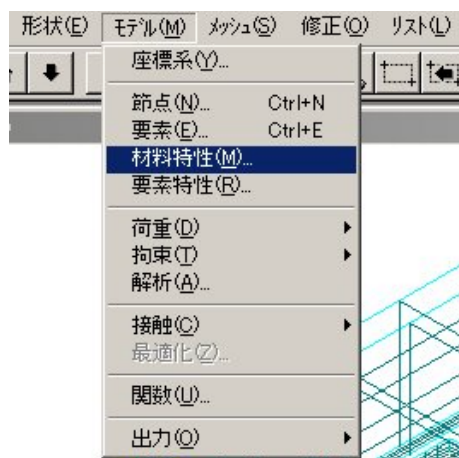 形状(E) モデル(M) メッシュ(S) 修正(O) リスト(L)
座標系(Y)...
節点(N)... Ctrl+N
要素(E)... Ctrl+E
材料特性(M)...
要素特性(R)...
荷重(D)
拘束(T)
解析(A)...
接触(C)
最適化(Z)...
関数(U)...
出力(O)